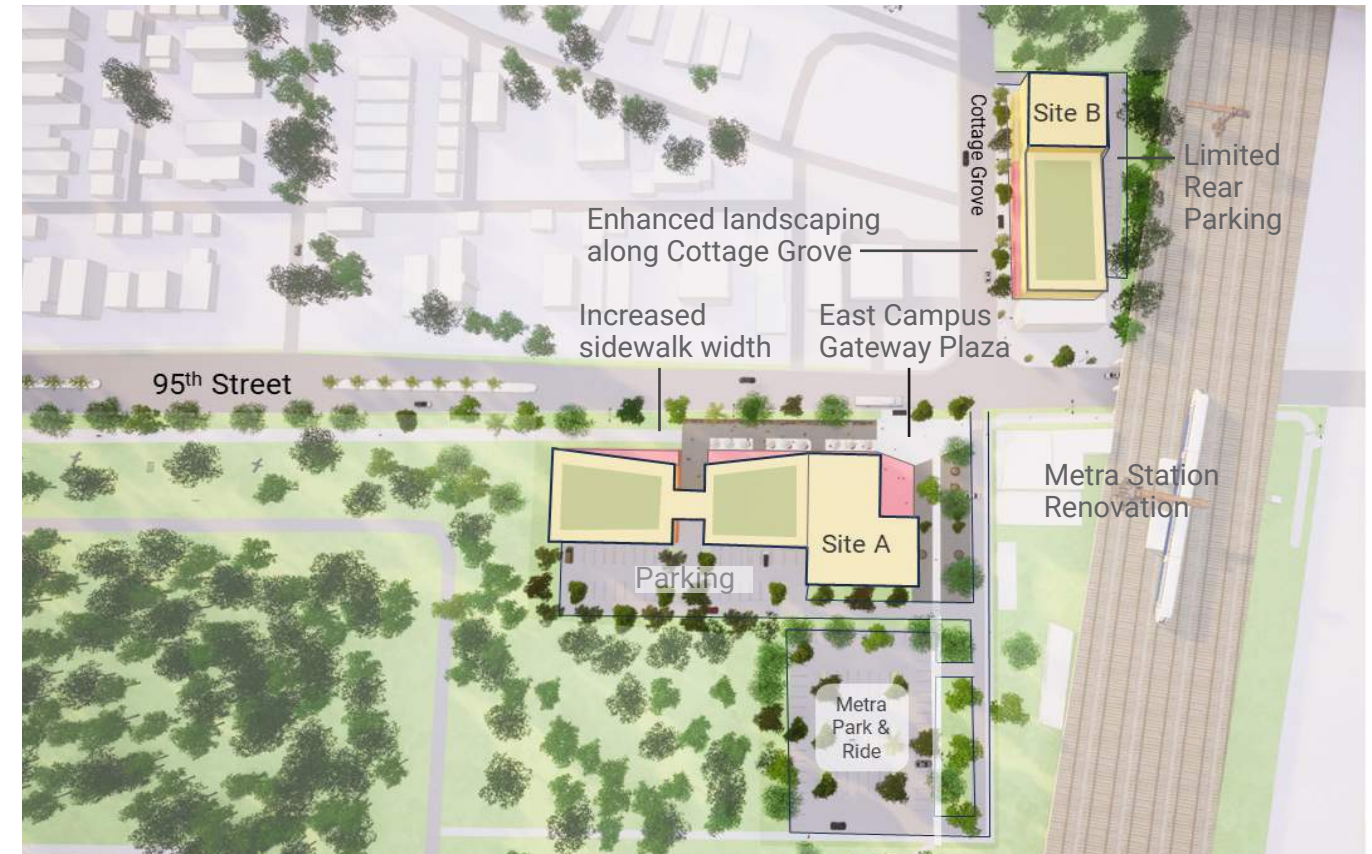 Site B
Cottage Grove
Limited
Rear
Parking
Enhanced landscaping
along Cottage Grove
Increased
sidewalk width
East Campus
Gateway Plaza
95th Street
Metra Station
Renovation
Site A
Parking
Metra
Park &
Ride